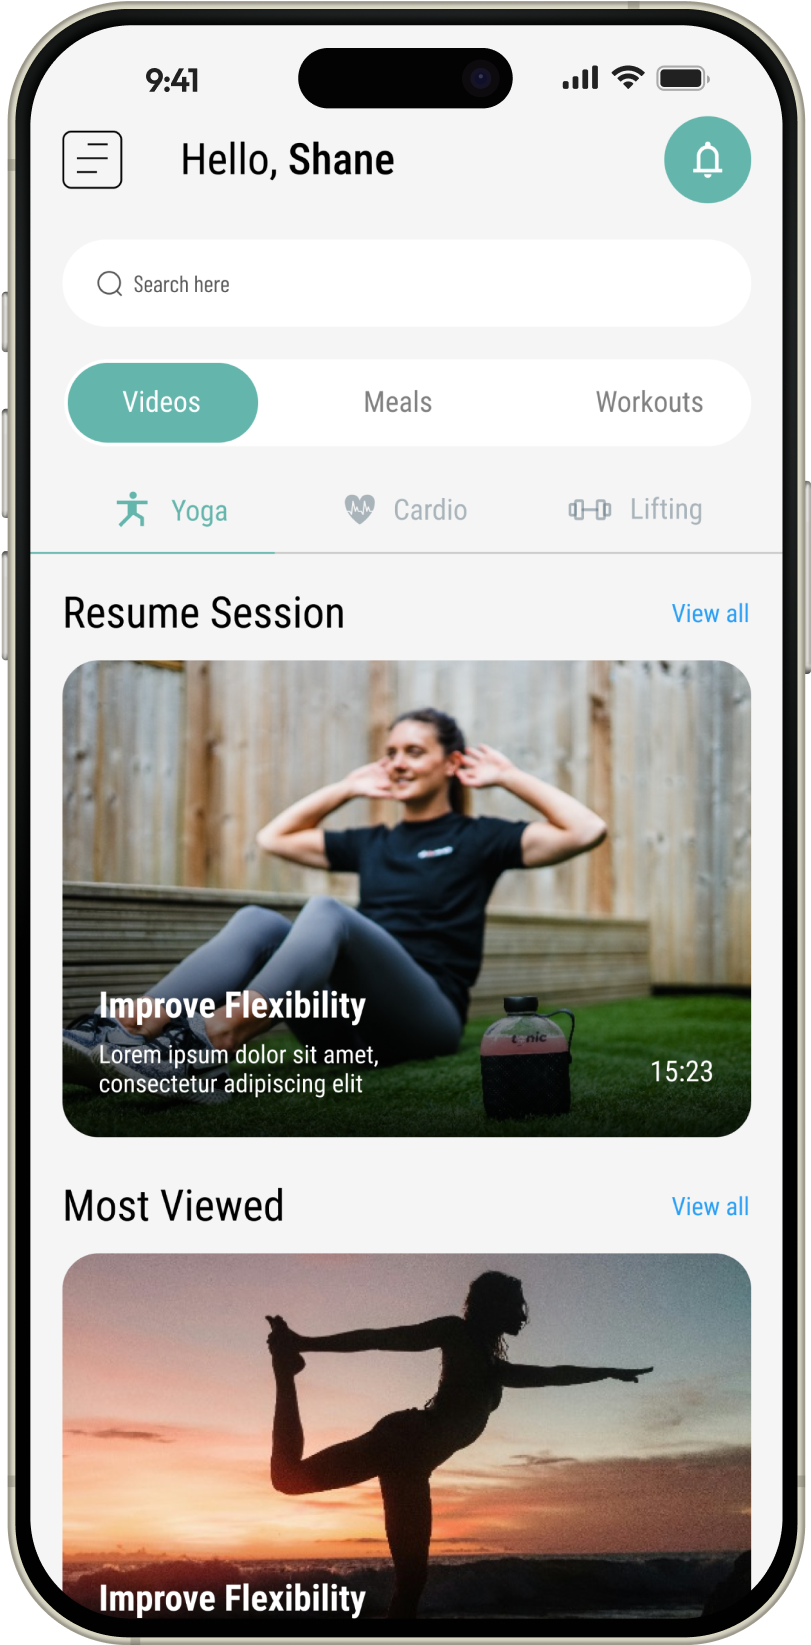 9:41
Hello, Shane
Search here
Videos Meals Workouts
Yoga Cardio Lifting
Resume Session View all
tonic
Improve Flexibility
Lorem ipsum dolor sit amet,
consectetur adipiscing elit
15:23
Most Viewed View all
Improve Flexibility